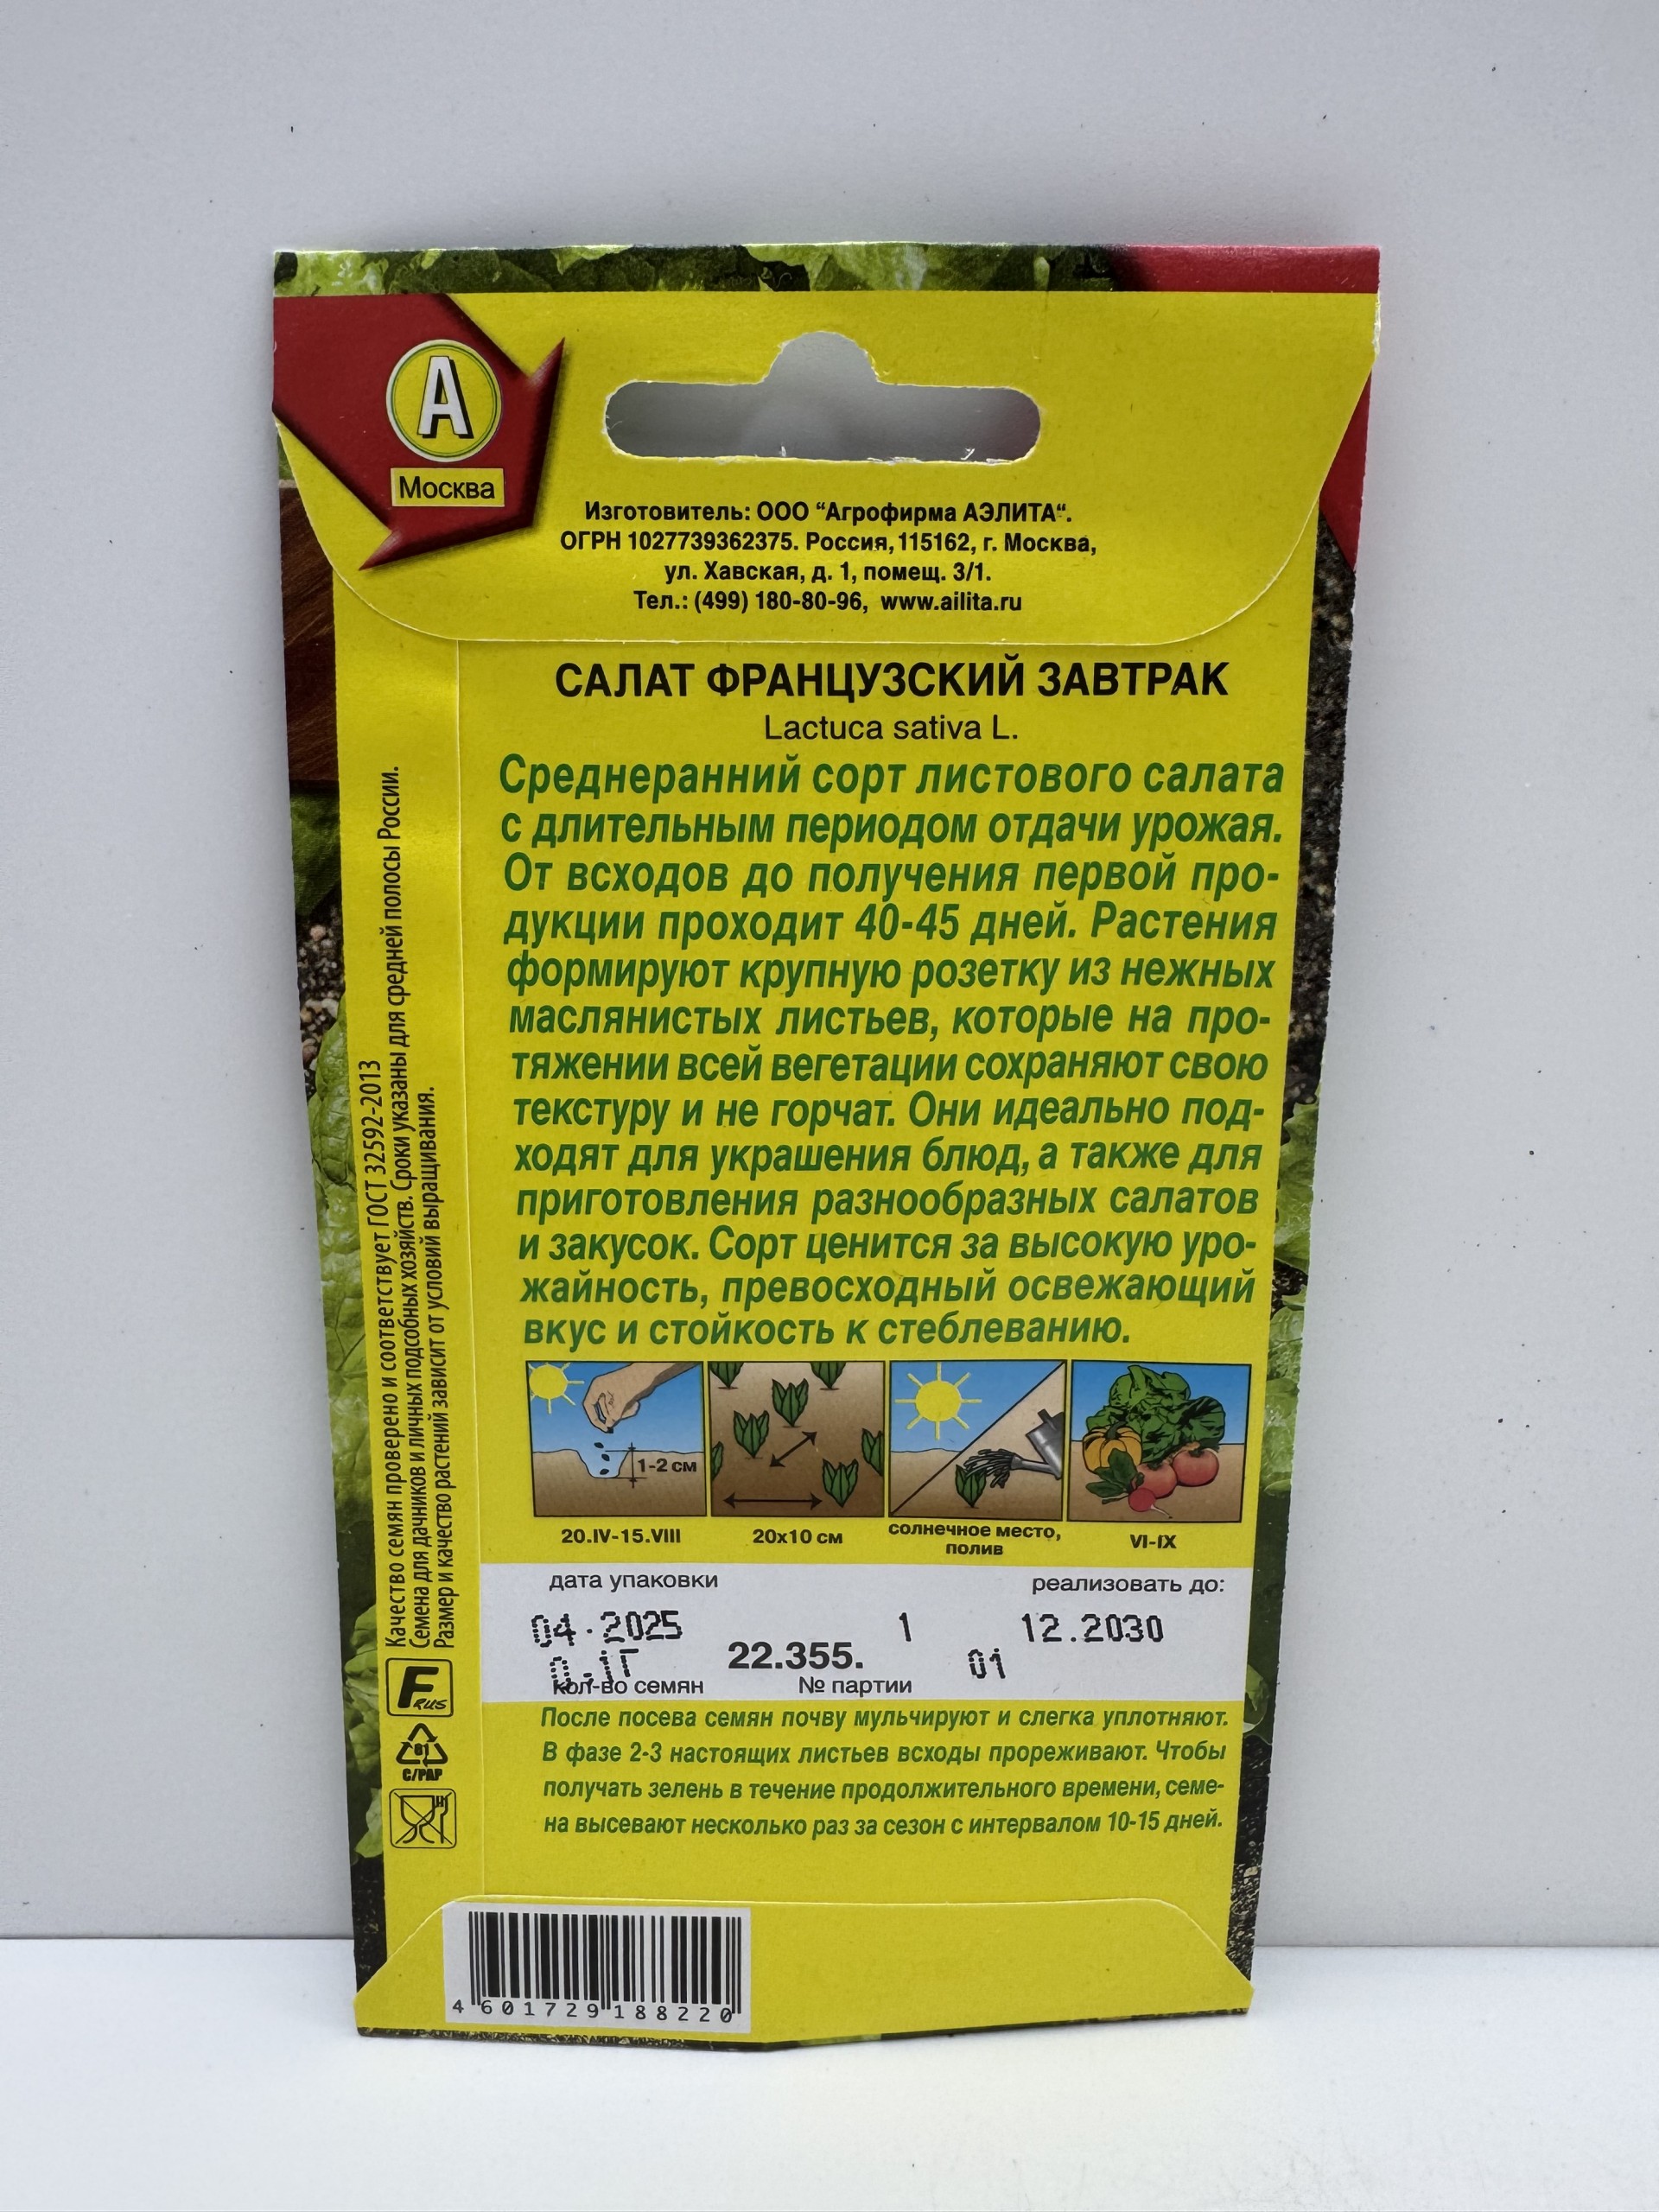 А
Москва
Изготовитель: ООО “Агрофирма АЭЛИТА“.
ОГРН 1027739362375. Россия, 115162, г. Москва,
ул. Хавская, д. 1, помещ. 3/1.
Тел.: (499) 180-80-96, www.ailita.ru
САЛАТ ФРАНЦУЗСКИЙ ЗАВТРАК
Lactuca sativa L.
Среднеранний сорт листового салата
с длительным периодом отдачи урожая.
От всходов до получения первой про-
дукции проходит 40-45 дней. Растения
формируют крупную розетку из нежных
маслянистых листьев, которые на про-
тяжении всей вегетации сохраняют свою
текстуру и не горчат. Они идеально под-
ходят для украшения блюд, а также для
приготовления разнообразных салатов
и закусок. Сорт ценится за высокую уро-
жайность, превосходный освежающий
вкус и стойкость к стеблеванию.
1-2 см
20.IV-15.VIII
20x10 см
солнечное место,
полив
VI-IX
дата упаковки
реализовать до:
04.2025
1
12.2030
0.1Г
22.355.
01
кол-во семян
№ партии
После посева семян почву мульчируют и слегка уплотняют.
В фазе 2-3 настоящих листьев всходы прореживают. Чтобы
получать зелень в течение продолжительного времени, семе-
на высевают несколько раз за сезон с интервалом 10-15 дней.
Качество семян проверено и соответствует ГОСТ 32592-2013
Семена для дачников и личных подсобных хозяйств. Сроки указаны для средней полосы России.
Размер и качество растений зависит от условий выращивания.
F RUS
81
C/PAP
4 601729 188220